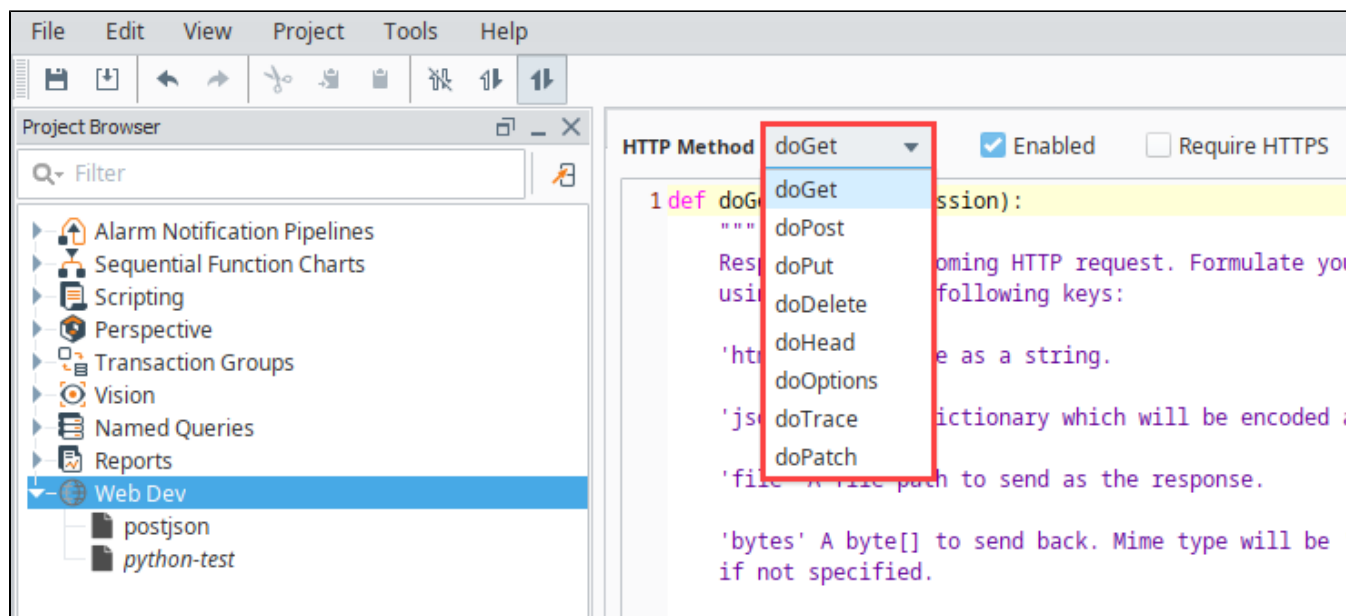 File Edit View Project Tools Help
Project Browser
Filter
Alarm Notification Pipelines
Sequential Function Charts
Scripting
Perspective
Transaction Groups
Vision
Named Queries
Reports
Web Dev
postjson
python-test
HTTP Method doGet Enabled Require HTTPS
doGet
doPost
doPut
doDelete
doHead
doOptions
doTrace
doPatch
1 def doG ssion):
"""
Res oming HTTP request. Formulate you
usi following keys:
'ht e as a string.
'js ictionary which will be encoded a
'file' A file path to send as the response.
'bytes' A byte[] to send back. Mime type will be
if not specified.